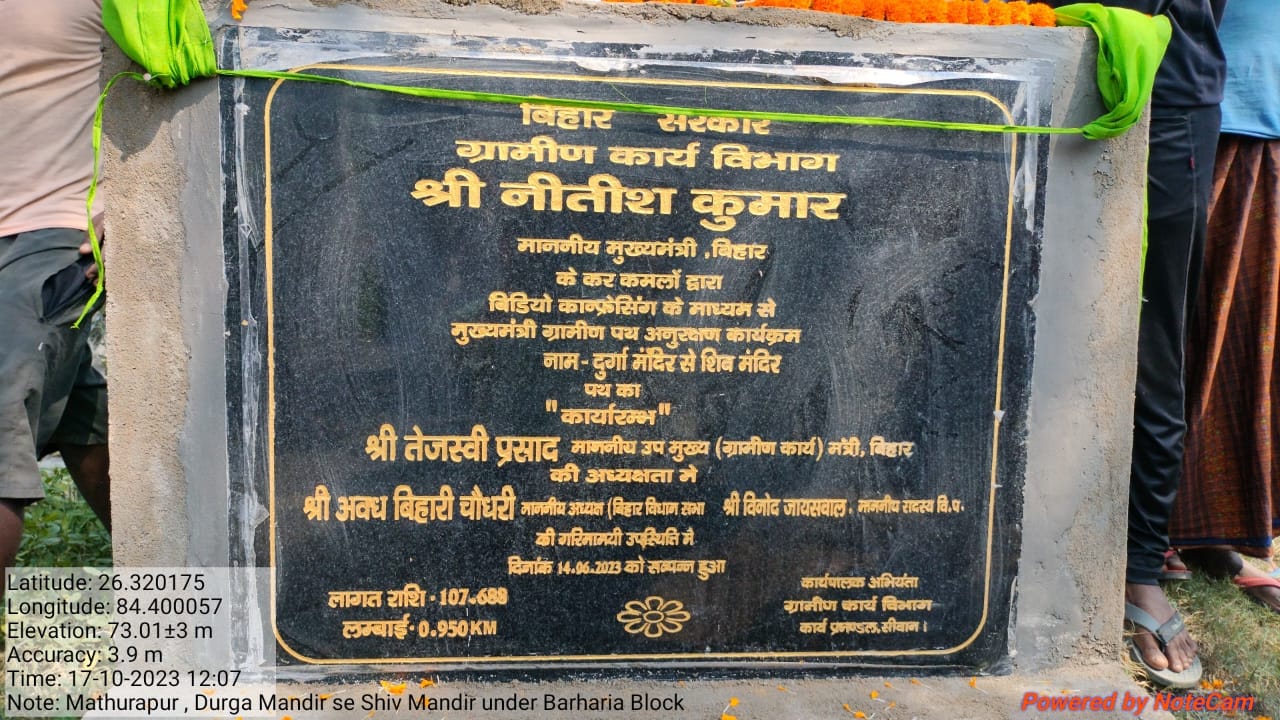 बिहार सरकार
ग्रामीण कार्य विभाग
श्री नीतीश कुमार
माननीय मुख्यमंत्री ,बिहार
के कर कमलों द्वारा
बिडियो कान्फ्रेसिंग के माध्यम से
मुख्यमंत्री ग्रामीण पथ अनुरक्षण कार्यक्रम
नाम - दुर्गा मंदिर से शिब मंदिर
पथ का
"कार्यारम्भ"
श्री तेजस्वी प्रसाद माननीय उप मुख्य (ग्रामीण कार्य) मंत्री, बिहार
की अध्यक्षता मे
श्री अवध बिहारी चौधरी माननीय अध्यक्ष (बिहार विधान सभा श्री विनोद जायसवाल, माननीय सदस्य वि.प.
की गरिमामयी उपस्थिति मै
दिनांक 14.06.2023 को सम्पन्न हुआ
लागत राशि - 107.688
लम्बाई - 0.950 KM
कार्यपालक अभियंता
ग्रामीण कार्य विभाग
कार्य प्रमण्डल, सीवान।
Latitude: 26.320175
Longitude: 84.400057
Elevation: 73.01±3 m
Accuracy: 3.9 m
Time: 17-10-2023 12:07
Note: Mathurapur , Durga Mandir se Shiv Mandir under Barharia Block
Powered by NoteCam